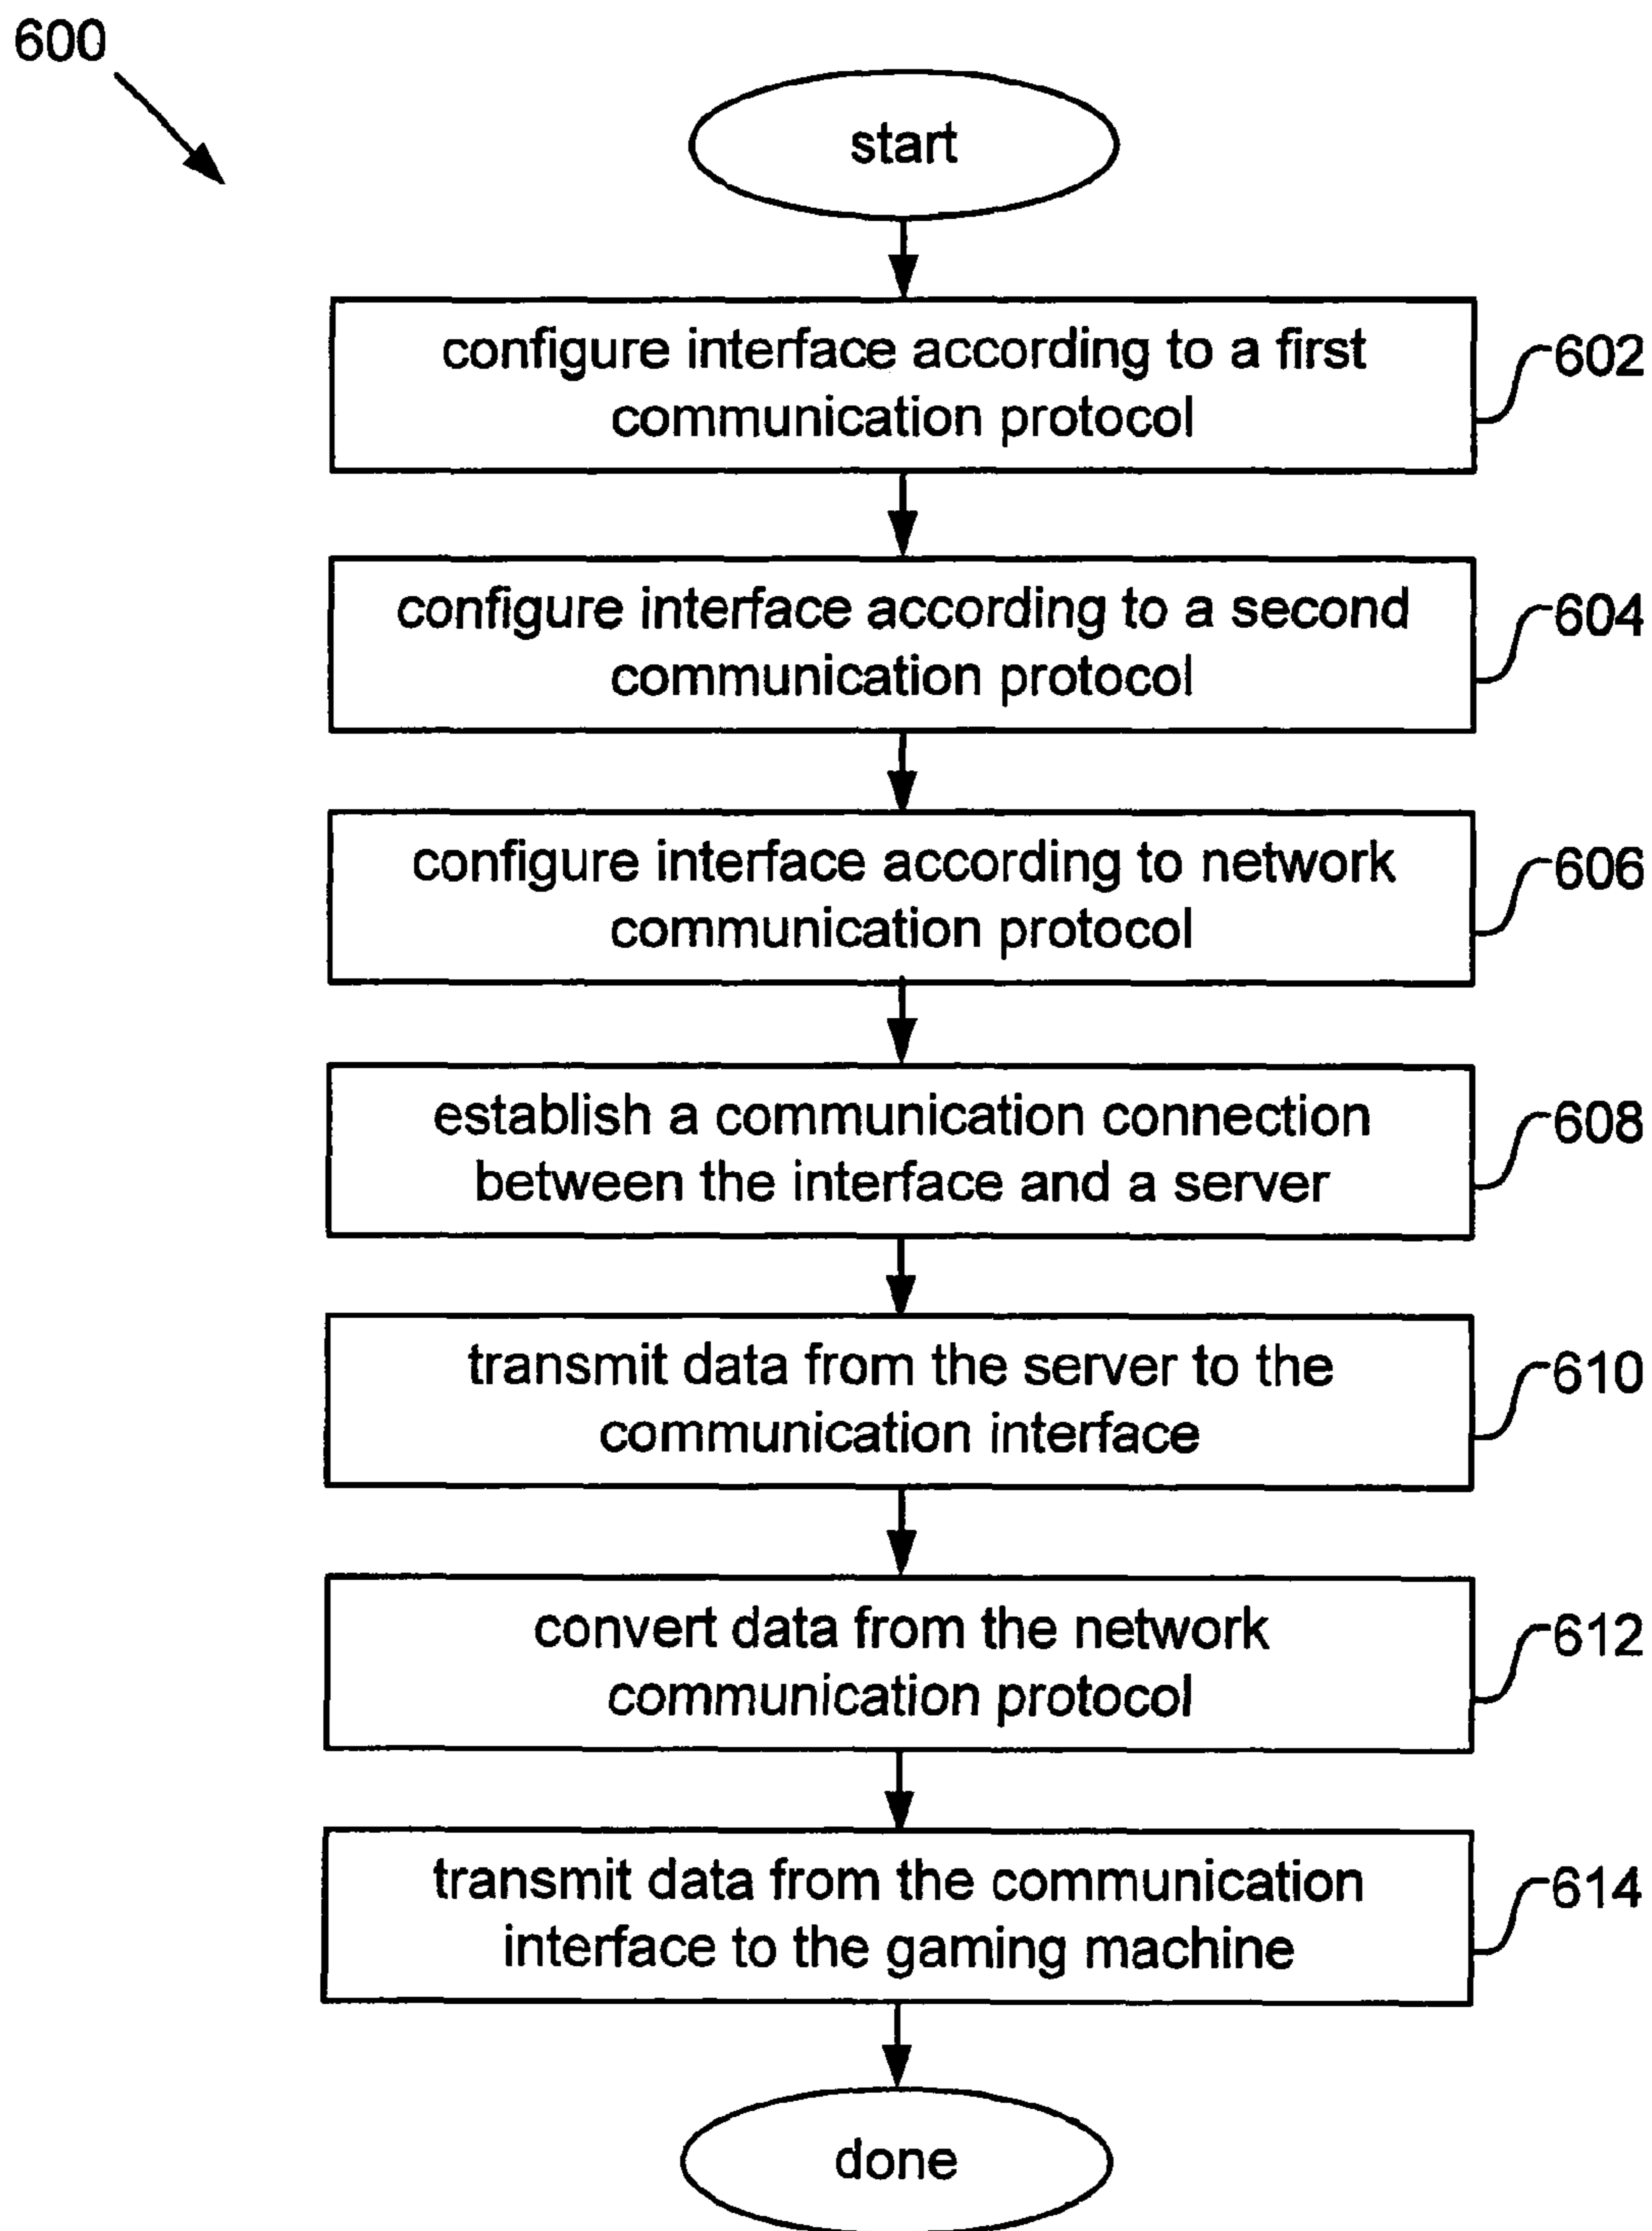 600
start
configure interface according to a first
communication protocol
602
configure interface according to a second
communication protocol
604
configure interface according to network
communication protocol
606
establish a communication connection
between the interface and a server
608
transmit data from the server to the
communication interface
610
convert data from the network
communication protocol
612
transmit data from the communication
interface to the gaming machine
614
done